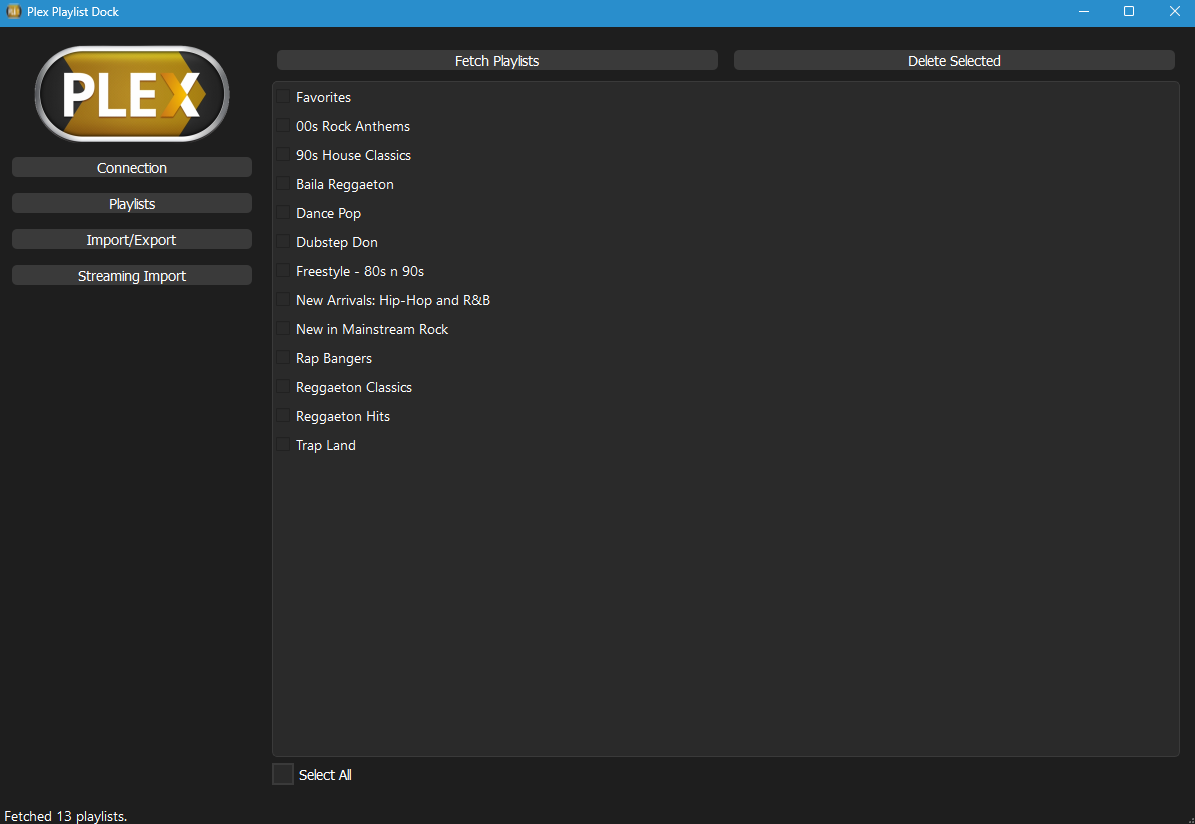 Plex Playlist Dock
PLEX
Connection
Playlists
Import/Export
Streaming Import
Fetch Playlists
Delete Selected
Favorites
00s Rock Anthems
90s House Classics
Baila Reggaeton
Dance Pop
Dubstep Don
Freestyle - 80s n 90s
New Arrivals: Hip-Hop and R&B
New in Mainstream Rock
Rap Bangers
Reggaeton Classics
Reggaeton Hits
Trap Land
Select All
Fetched 13 playlists.